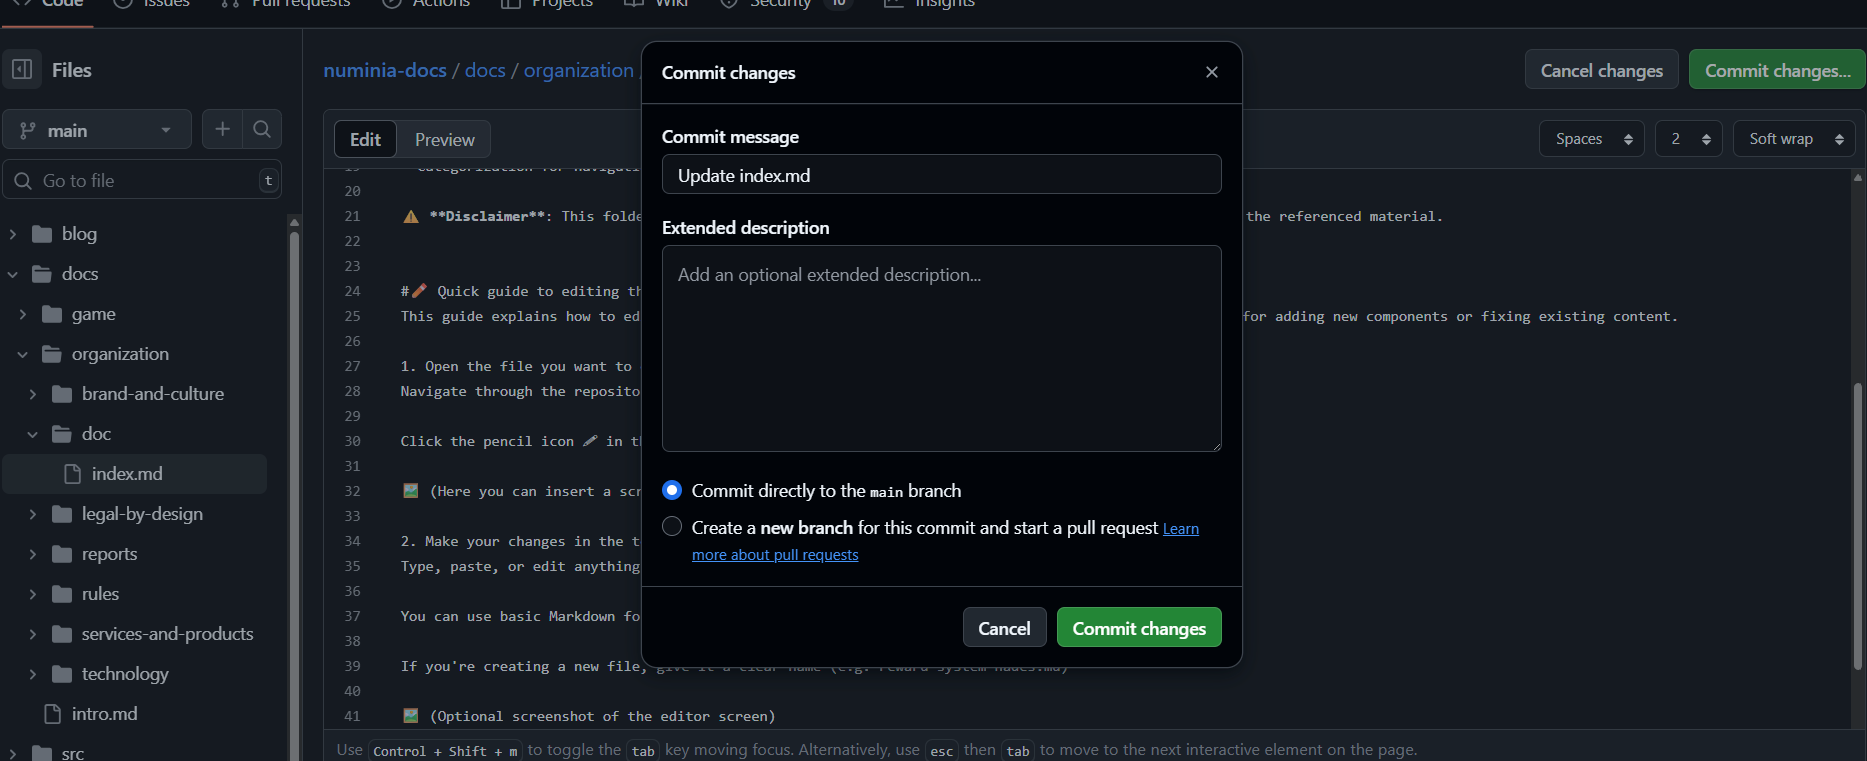 Code
Issues
Pull requests
Actions
Projects
Wiki
Security 10
Insights
Files
main
Go to file
t
blog
docs
game
organization
brand-and-culture
doc
index.md
legal-by-design
reports
rules
services-and-products
technology
intro.md
src
numinia-docs / docs / organization /
Cancel changes
Commit changes...
Edit
Preview
Spaces
2
Soft wrap
20
21 ⚠️ **Disclaimer**: This folde the referenced material.
22
23
24 #🖍 Quick guide to editing th
25 This guide explains how to ed for adding new components or fixing existing content.
26
27 1. Open the file you want to
28 Navigate through the reposito
29
30 Click the pencil icon 🖉 in th
31
32 🖼️ (Here you can insert a scr
33
34 2. Make your changes in the t
35 Type, paste, or edit anything
36
37 You can use basic Markdown fo
38
39 If you're creating a new file,
40
41 🖼️ (Optional screenshot of the editor screen)
Use Control + Shift + m to toggle the tab key moving focus. Alternatively, use esc then tab to move to the next interactive element on the page.
Commit changes
Commit message
Update index.md
Extended description
Add an optional extended description...
Commit directly to the main branch
Create a new branch for this commit and start a pull request Learn
more about pull requests
Cancel
Commit changes